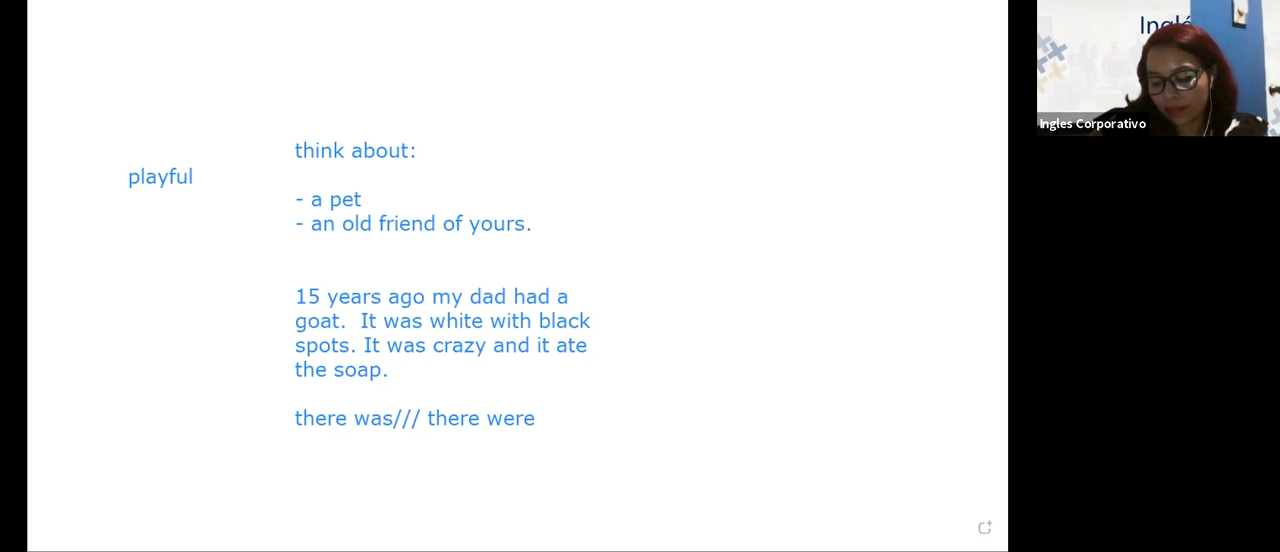 think about:
playful
- a pet
- an old friend of yours.
15 years ago my dad had a
goat.  It was white with black
spots. It was crazy and it ate
the soap.
there was/// there were
Inglé
Ingles Corporativo